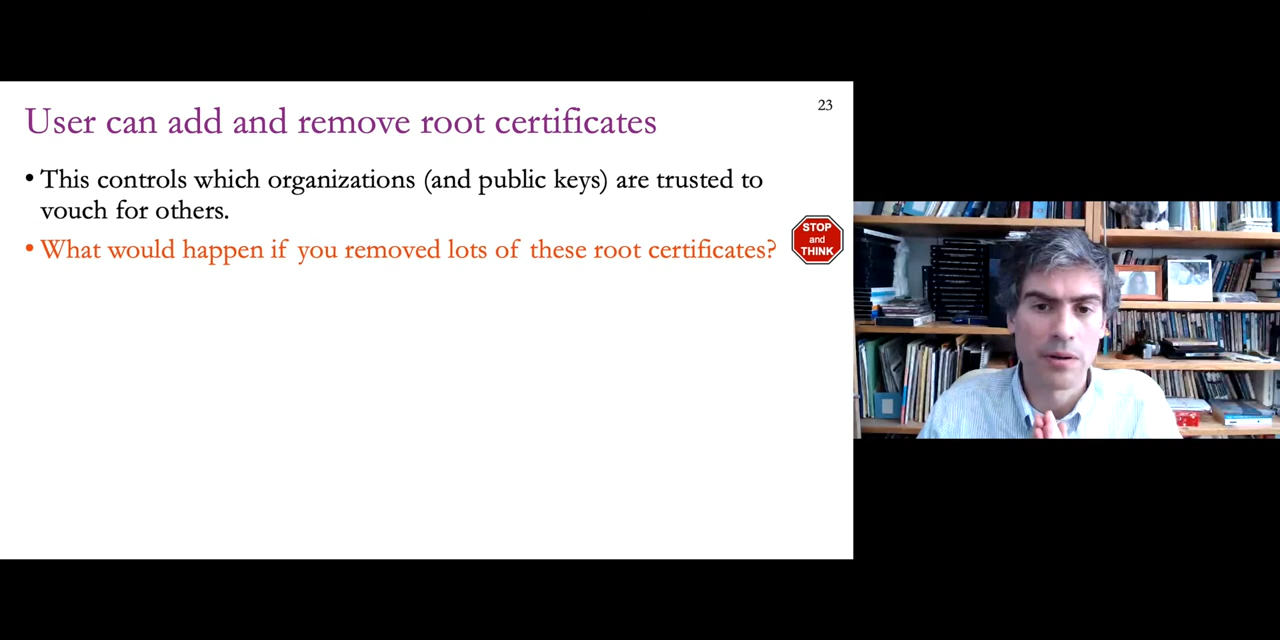 23
User can add and remove root certificates
• This controls which organizations (and public keys) are trusted to
vouch for others.
• What would happen if you removed lots of these root certificates?
STOP
and
THINK